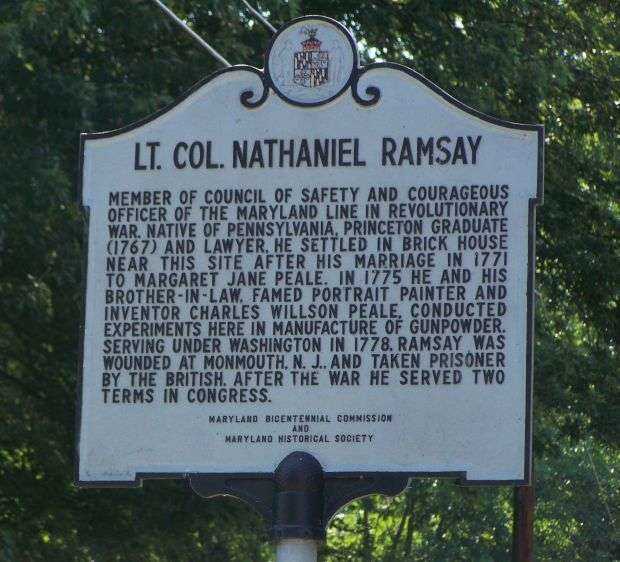 LT. COL. NATHANIEL RAMSAY
MEMBER OF COUNCIL OF SAFETY AND COURAGEOUS
OFFICER OF THE MARYLAND LINE IN REVOLUTIONARY
WAR. NATIVE OF PENNSYLVANIA, PRINCETON GRADUATE
(1767) AND LAWYER, HE SETTLED IN BRICK HOUSE
NEAR THIS SITE AFTER HIS MARRIAGE IN 1771
TO MARGARET JANE PEALE. IN 1775 HE AND HIS
BROTHER-IN-LAW, FAMED PORTRAIT PAINTER AND
INVENTOR CHARLES WILLSON PEALE, CONDUCTED
EXPERIMENTS HERE IN MANUFACTURE OF GUNPOWDER.
SERVING UNDER WASHINGTON IN 1778, RAMSAY WAS
WOUNDED AT MONMOUTH, N. J., AND TAKEN PRISONER
BY THE BRITISH. AFTER THE WAR HE SERVED TWO
TERMS IN CONGRESS.
MARYLAND BICENTENNIAL COMMISSION
AND
MARYLAND HISTORICAL SOCIETY